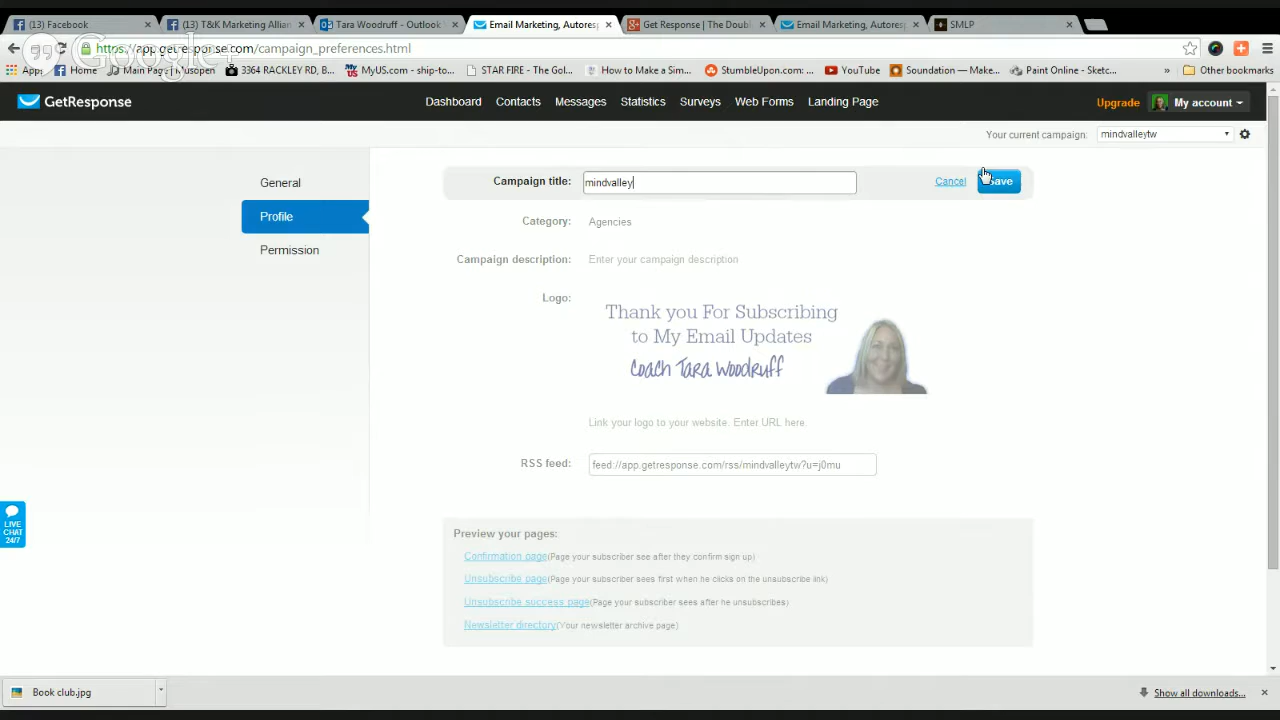 (13) Facebook
(13) T&K Marketing Allian
Tara Woodruff - Outlook
Email Marketing, Autores
Get Response | The Doubl
Email Marketing, Autores
SMLP
https://app.getresponse.com/campaign_preferences.html
Google+
Home
Main Page | Musopen
3364 RACKLEY RD, B...
MyUS.com - ship-to...
STAR FIRE - The Gol...
How to Make a Sim...
StumbleUpon.com: ...
YouTube
Soundation — Make...
Paint Online - Sketc...
»
Other bookmarks
GetResponse
Dashboard
Contacts
Messages
Statistics
Surveys
Web Forms
Landing Page
Upgrade
My account
Your current campaign:
mindvalleytw
General
Profile
Permission
Campaign title:
mindvalley
Cancel
Save
Category:
Agencies
Campaign description:
Enter your campaign description
Logo:
Thank you For Subscribing
to My Email Updates
Coach Tara Woodruff
Link your logo to your website. Enter URL here.
RSS feed:
feed://app.getresponse.com/rss/mindvalleytw?u=j0mu
LIVE
CHAT
24/7
Preview your pages:
Confirmation page(Page your subscriber see after they confirm sign up)
Unsubscribe page(Page your subscriber sees first when he clicks on the unsubscribe link)
Unsubscribe success page(Page your subscriber sees after he unsubscribes)
Newsletter directory(Your newsletter archive page)
Book club.jpg
Show all downloads...